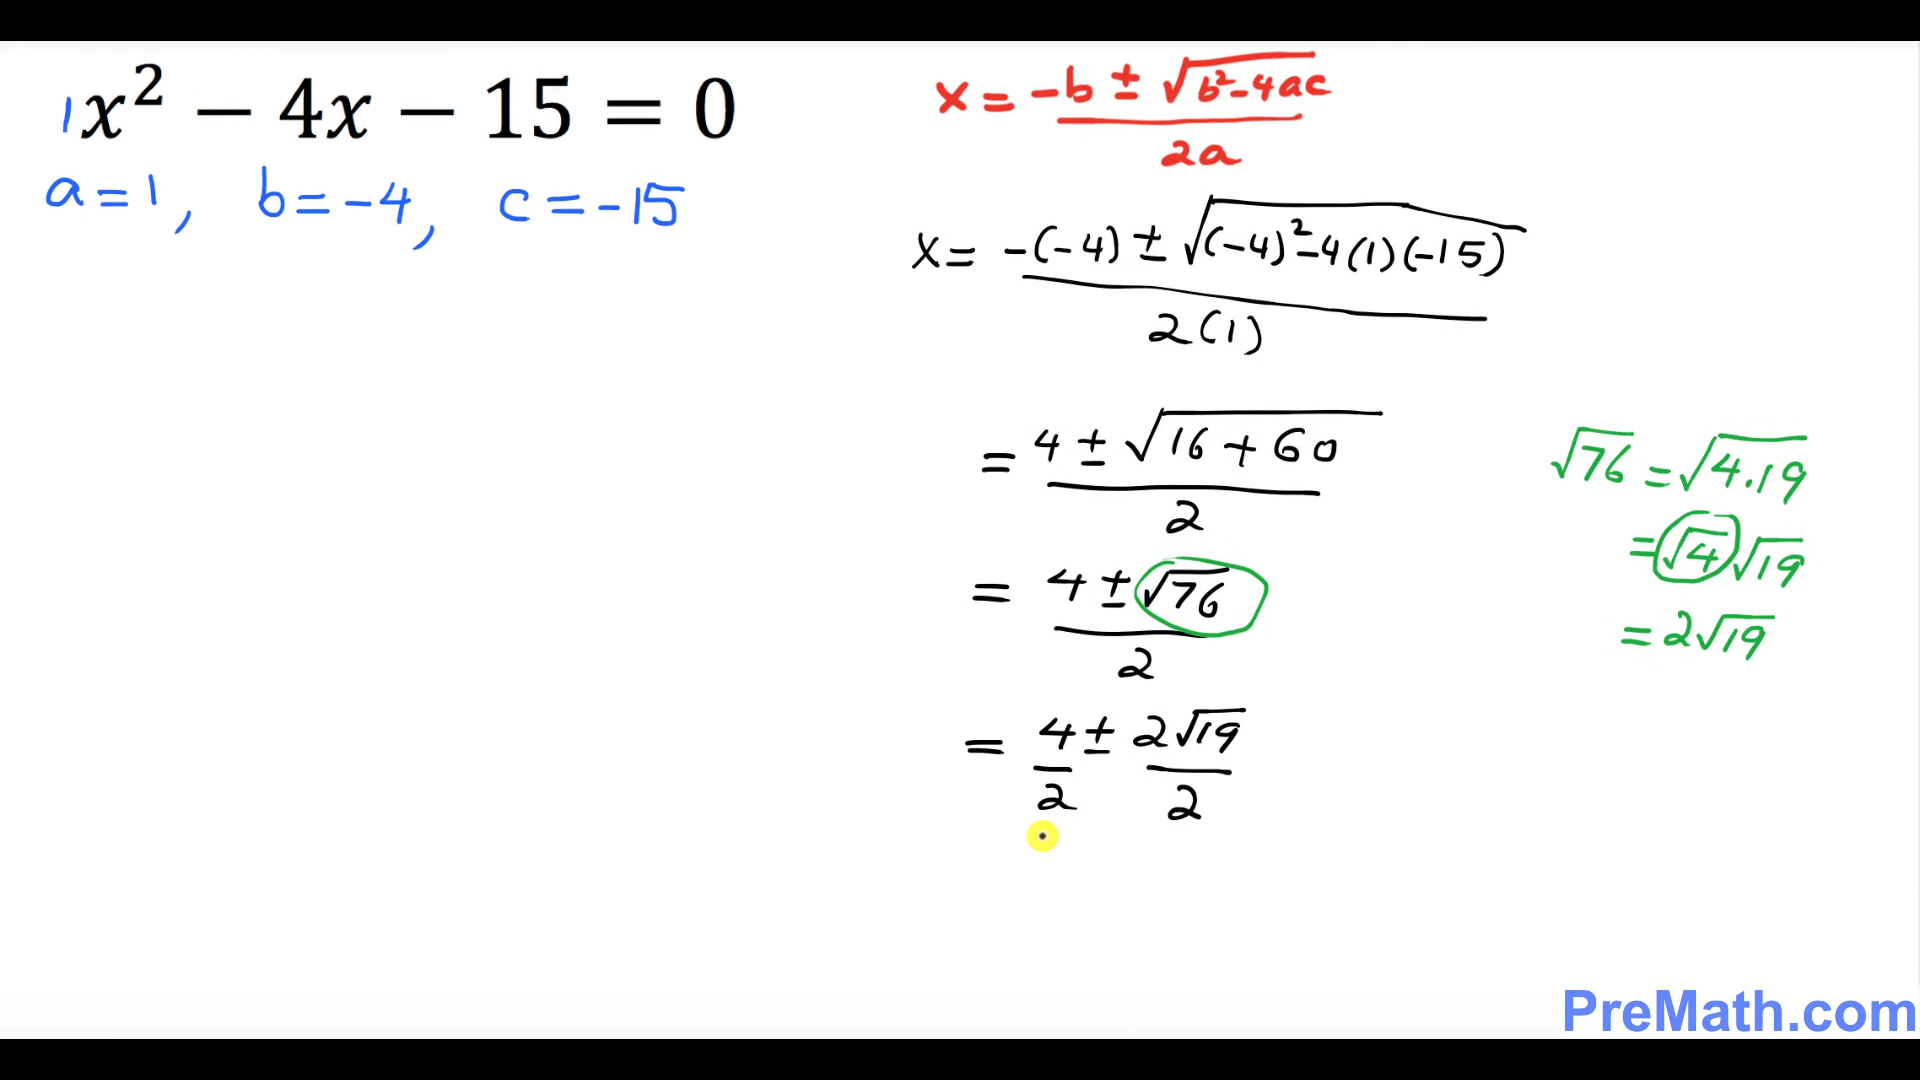 1x² − 4x − 15 = 0
a = 1, b = -4, c = -15
x = -b ± √b²-4ac
2a
x = -(-4) ± √(-4)²-4(1)(-15)
2(1)
= 4 ± √16 + 60
2
= 4 ± √76
2
= 4 ± 2√19
2 2
√76 = √4.19
= √4 √19
= 2√19
PreMath.com